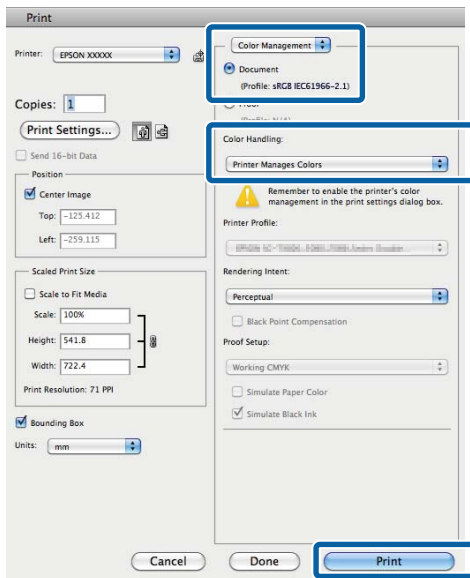 Print
Printer: EPSON XXXXX
Copies: 1
Print Settings...
Send 16-bit Data
Position
Center Image
Top: -125.412
Left: -259.115
Scaled Print Size
Scale to Fit Media
Scale: 100%
Height: 541.8
Width: 722.4
Print Resolution: 71 PPI
Bounding Box
Units: mm
Color Management
Document
(Profile: sRGB IEC61966-2.1)
Color Handling:
Printer Manages Colors
Remember to enable the printer's color
management in the print settings dialog box.
Printer Profile:
Rendering Intent:
Perceptual
Black Point Compensation
Proof Setup:
Working CMYK
Simulate Paper Color
Simulate Black Ink
Cancel
Done
Print